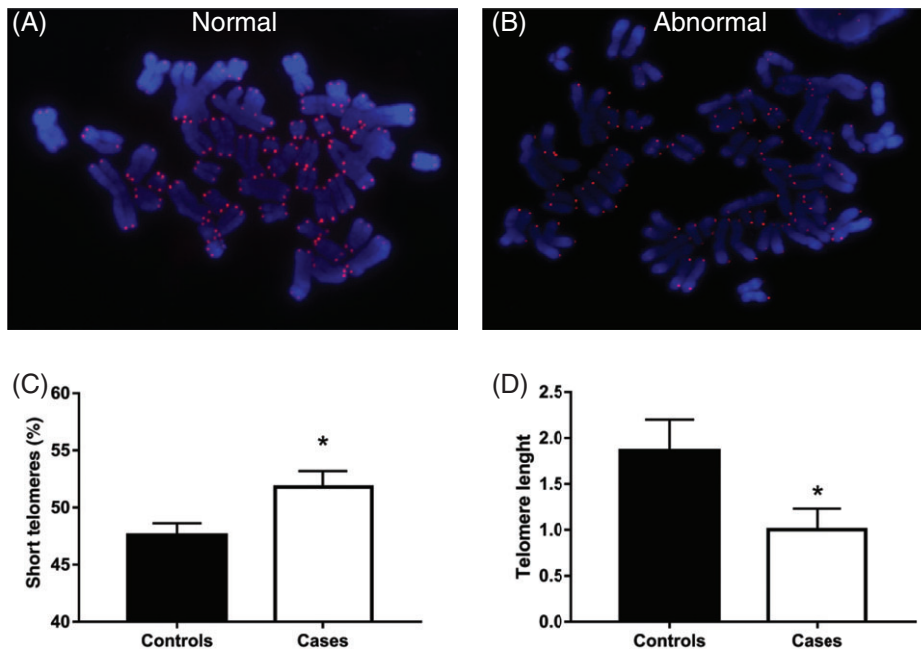 (A) Normal
(B) Abnormal
(C)
60
55
50
45
40
Short telomeres (%)
*
Controls Cases
(D)
2.5
2.0
1.5
1.0
0.5
0.0
Telomere lenght
*
Controls Cases